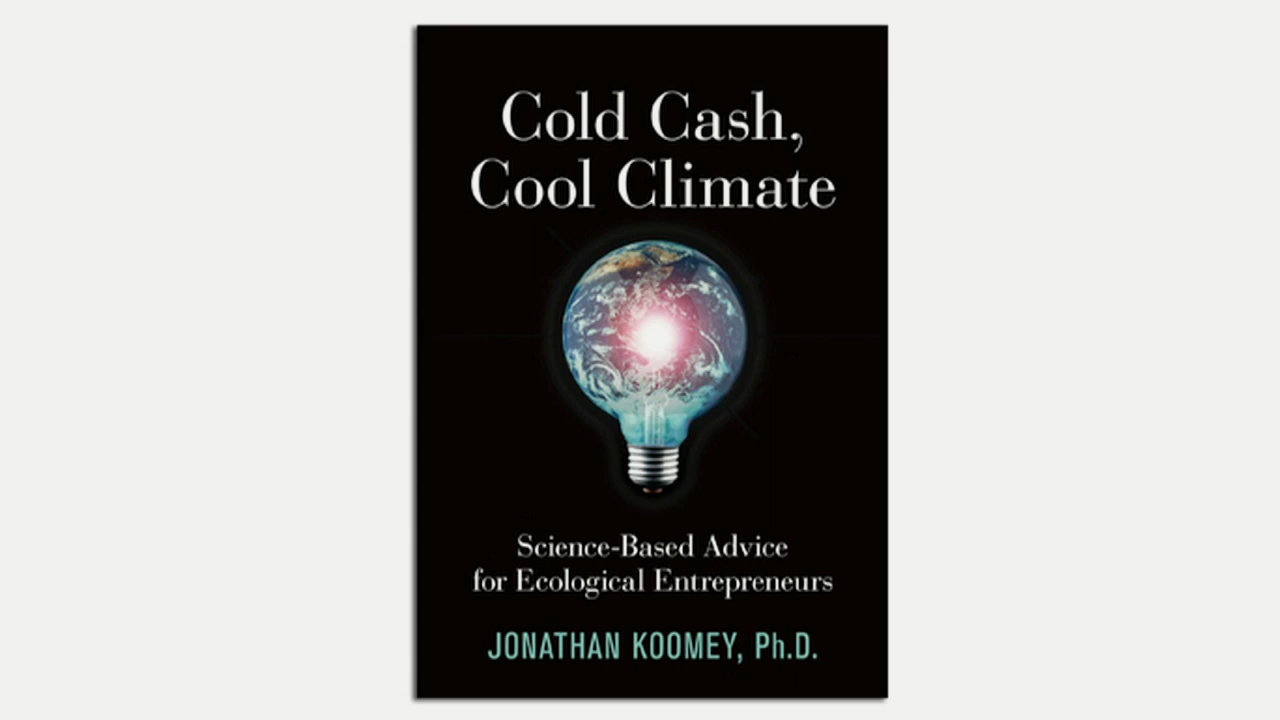 Cold Cash,
Cool Climate
Science-Based Advice
for Ecological Entrepreneurs
JONATHAN KOOMEY, Ph.D.